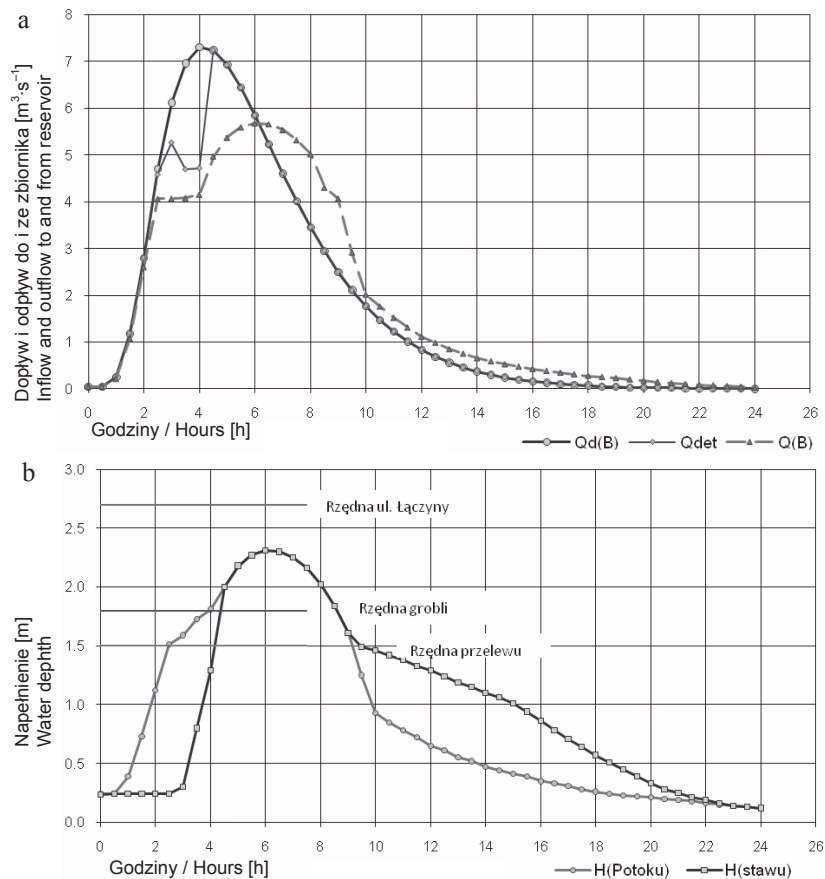 a
Dopływ i odpływ do i ze zbiornika [m³·s⁻¹]
Inflow and outflow to and from reservoir
8
7
6
5
4
3
2
1
0
0 2 4 6 8 10 12 14 16 18 20 22 24 26
Godziny / Hours [h]
Qd(B) Qdet Q(B)
b
Napełnienie [m]
Water dephth
3.0
2.5
2.0
1.5
1.0
0.5
0.0
Rzędna ul. Łączyny
Rzędna grobli
Rzędna przelewu
0 2 4 6 8 10 12 14 16 18 20 22 24 26
Godziny / Hours [h]
H(Potoku) H(stawu)